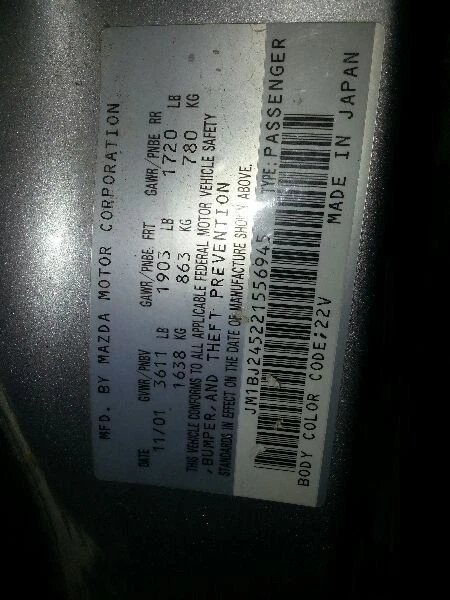 MFD. BY MAZDA MOTOR CORPORATION
DATE GVWR/PNBV GAWR/PNBE FRT GAWR/PNBE RR
11/01 3611 LB 1903 LB 1720 LB
1638 KG 863 KG 780 KG
THIS VEHICLE CONFORMS TO ALL APPLICABLE FEDERAL MOTOR VEHICLE SAFETY
,BUMPER,AND THEFT PREVENTION
STANDARDS IN EFFECT ON THE DATE OF MANUFACTURE SHOWN ABOVE.
JM1BJ245221556945 TYPE:PASSENGER
BODY COLOR CODE;22V MADE IN JAPAN